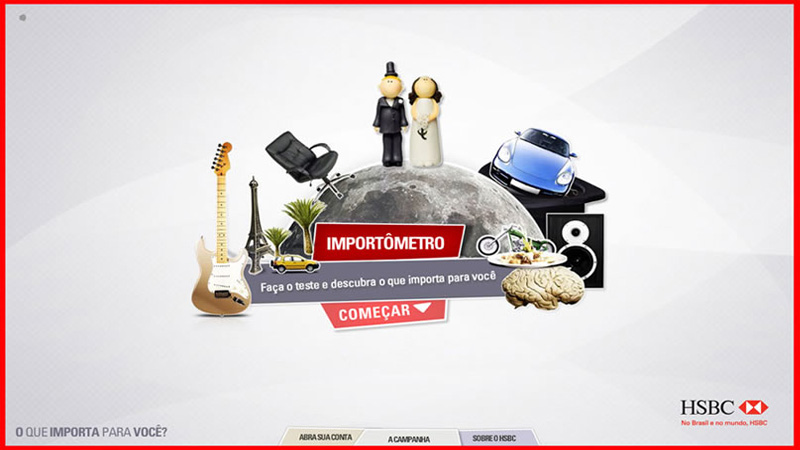 IMPORTÔMETRO
Faça o teste e descubra o que importa para você
COMEÇAR
HSBC
No Brasil e no mundo, HSBC
O QUE IMPORTA PARA VOCÊ?
ABRA SUA CONTA
A CAMPANHA
SOBRE O HSBC